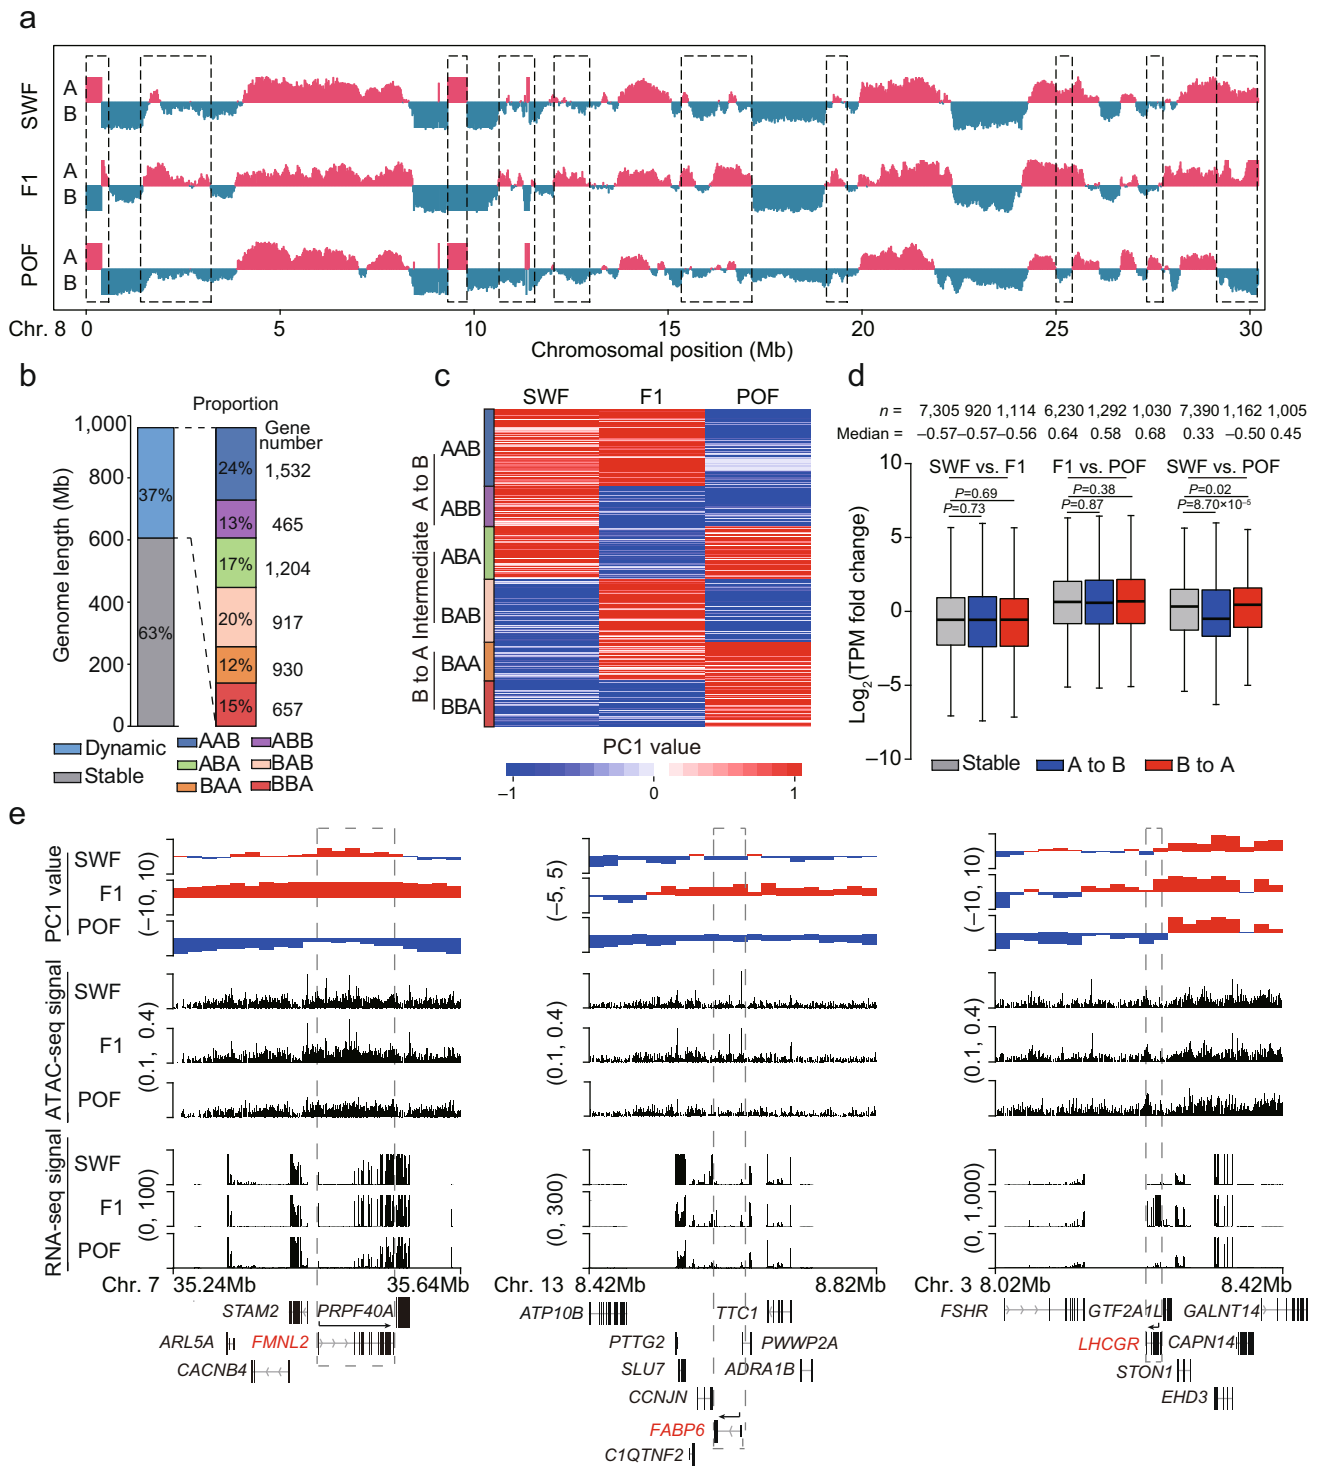 a
SWF A B
F1 A B
POF A B
Chr. 8 0 5 10 15 20 25 30
Chromosomal position (Mb)
b
Proportion
Gene number
Genome length (Mb)
1,000
800
600
400
200
0
37%
63%
24% 1,532
13% 465
17% 1,204
20% 917
12% 930
15% 657
Dynamic
Stable
AAB ABB
ABA BAB
BAA BBA
c
SWF F1 POF
A to B
Intermediate
B to A
AAB
ABB
ABA
BAB
BAA
BBA
PC1 value
−1 0 1
d
n = 7,305 920 1,114 6,230 1,292 1,030 7,390 1,162 1,005
Median = −0.57 −0.57 −0.56 0.64 0.58 0.68 0.33 −0.50 0.45
SWF vs. F1 F1 vs. POF SWF vs. POF
P=0.69 P=0.38 P=0.02
P=0.73 P=0.87 P=8.70×10⁻⁵
Log₂(TPM fold change)
10
5
0
−5
−10
Stable A to B B to A
e
PC1 value
SWF
F1
POF
(−10, 10) (−5, 5) (−10, 10)
ATAC-seq signal
SWF
F1
POF
(0.1, 0.4) (0.1, 0.4) (0.1, 0.4)
RNA-seq signal
SWF
F1
POF
(0, 100) (0, 300) (0, 1,000)
Chr. 7 35.24Mb 35.64Mb
STAM2 PRPF40A
ARL5A FMNL2
CACNB4
Chr. 13 8.42Mb 8.82Mb
ATP10B TTC1
PTTG2 PWWP2A
SLU7 ADRA1B
CCNJN
FABP6
C1QTNF2
Chr. 3 8.02Mb 8.42Mb
FSHR GTF2A1L GALNT14
LHCGR CAPN14
STON1
EHD3